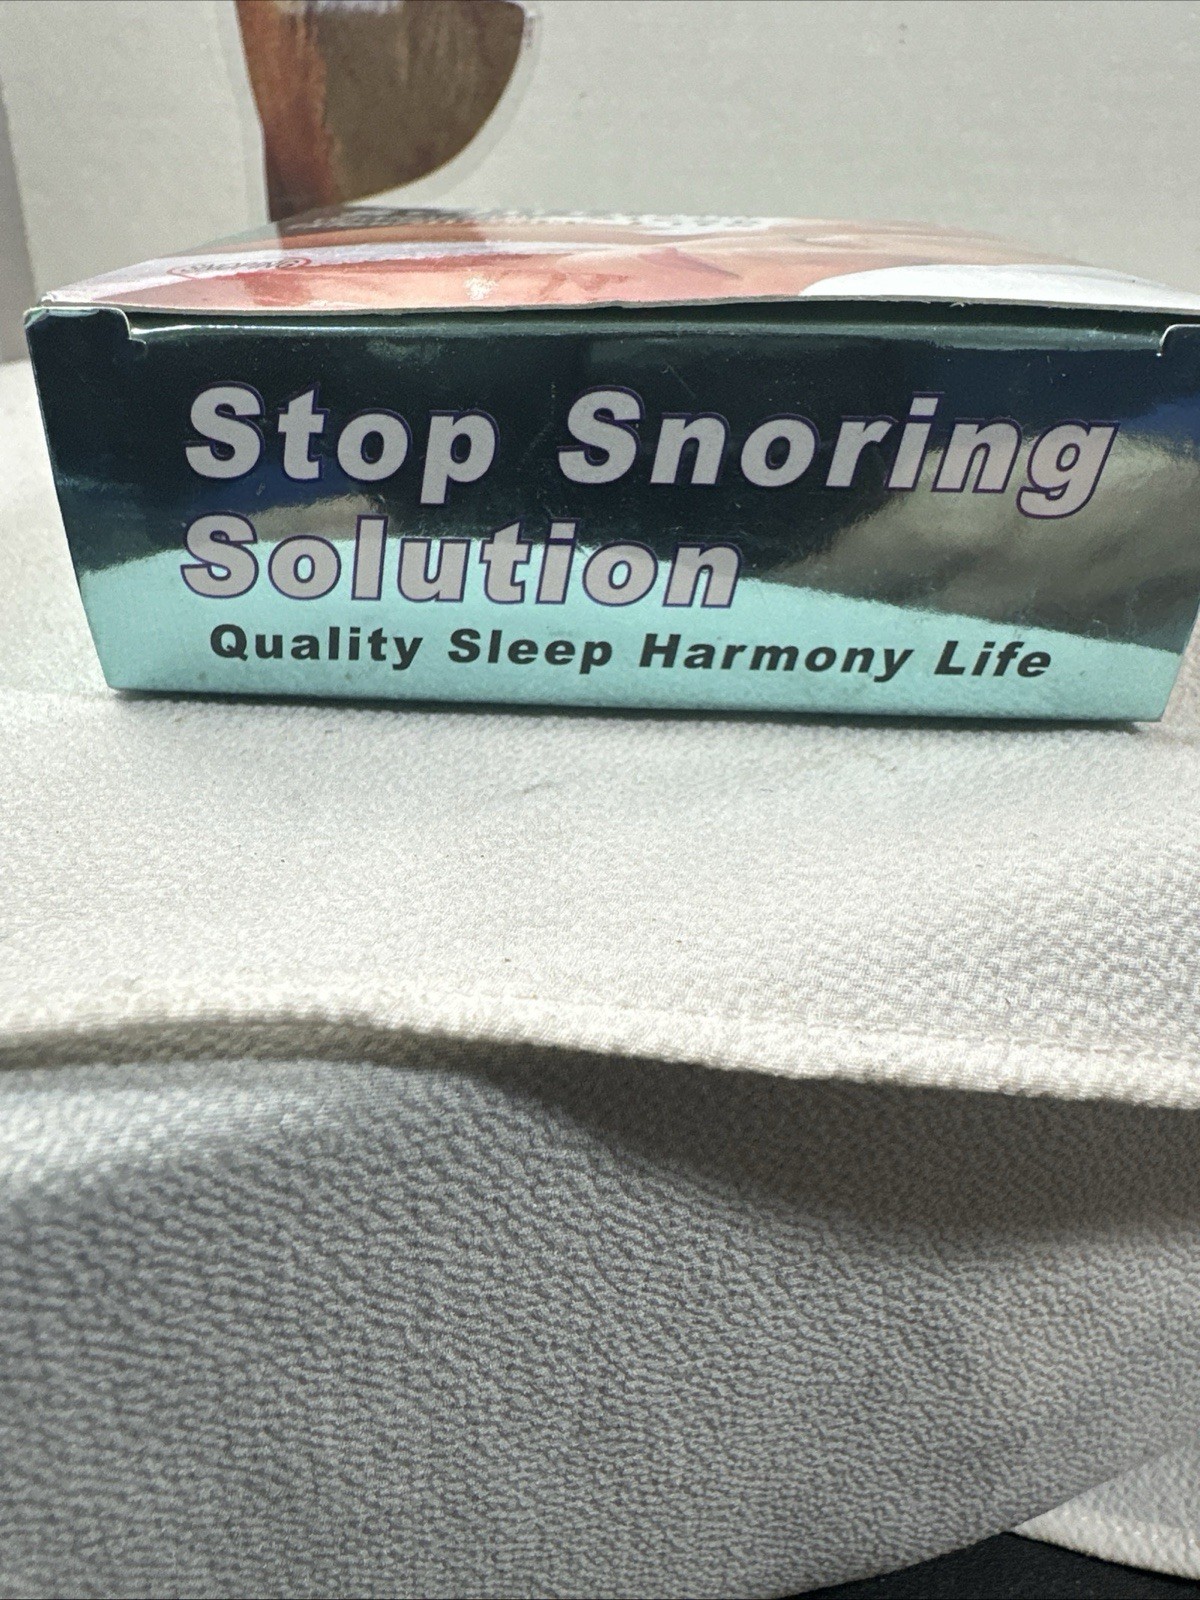 Stop Snoring
Solution
Quality Sleep Harmony Life